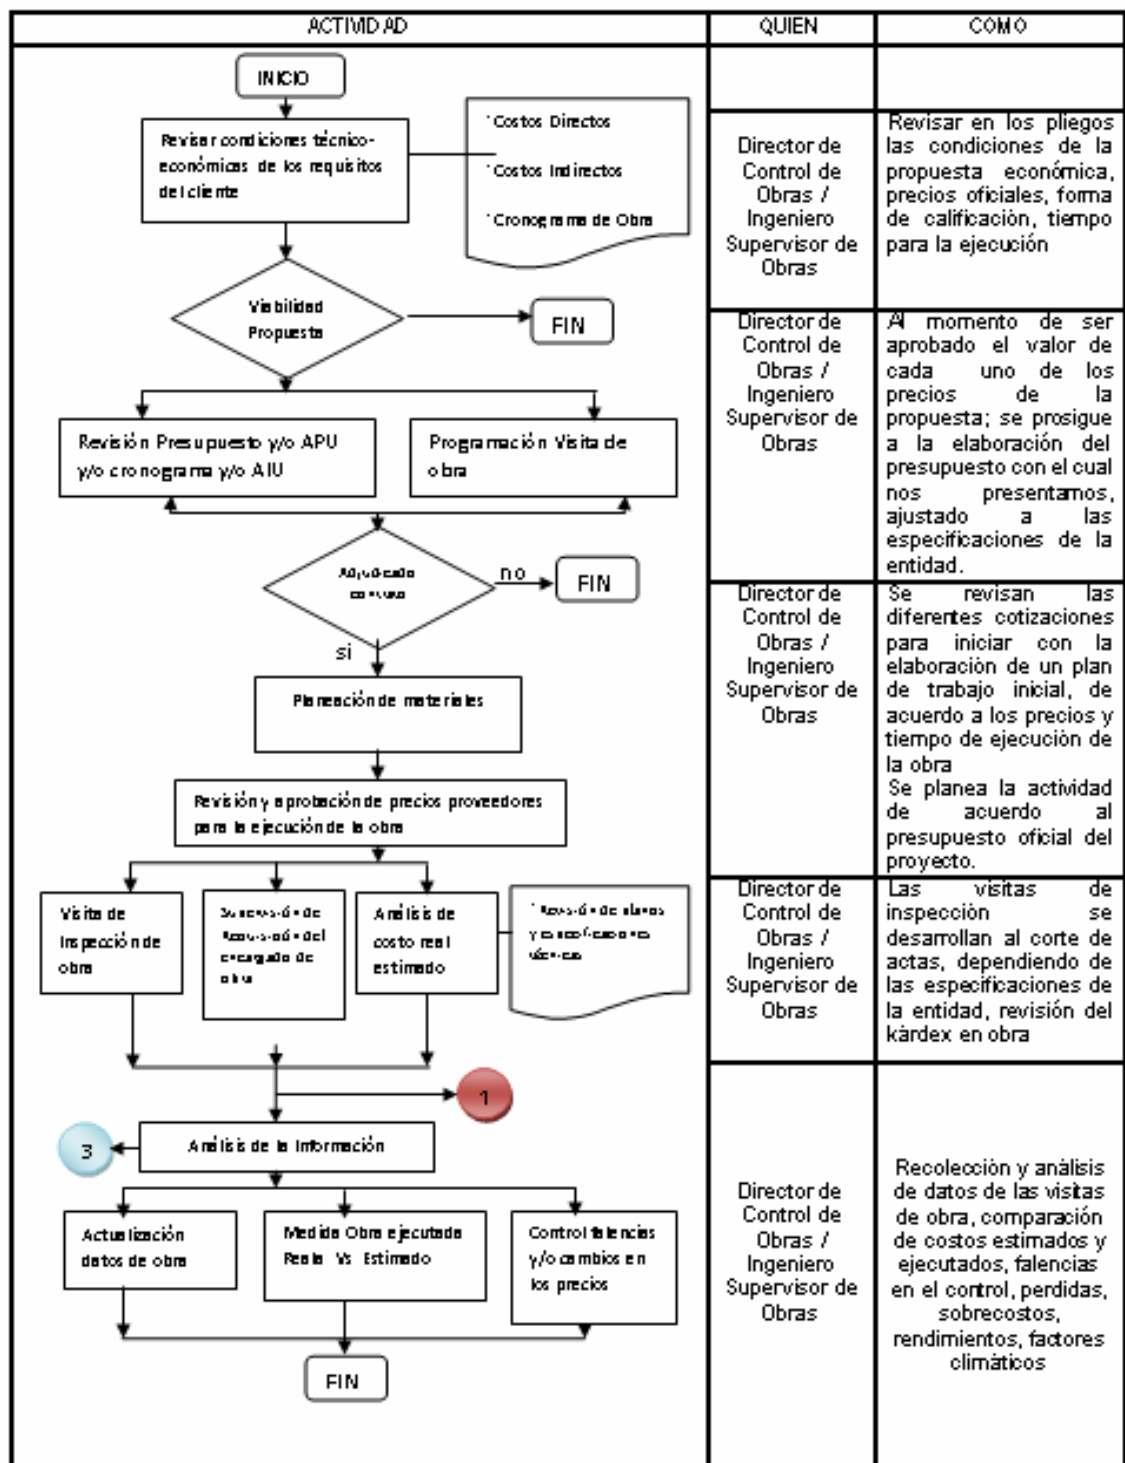 ACTIVIDAD
QUIEN
COMO
INICIO
Revisar condiciones técnico-
económicas de los requisitos
del cliente
*Costos Directos
*Costos Indirectos
*Cronograma de Obra
Director de
Control de
Obras /
Ingeniero
Supervisor de
Obras
Revisar en los pliegos
las condiciones de la
propuesta económica,
precios oficiales, forma
de calificación, tiempo
para la ejecución
Viabilidad
Propuesta
FIN
Revisión Presupuesto y/o APU
y/o cronograma y/o AIU
Programación Visita de
obra
Director de
Control de
Obras /
Ingeniero
Supervisor de
Obras
Al momento de ser
aprobado el valor de
cada uno de los
precios de la
propuesta; se prosigue
a la elaboración del
presupuesto con el cual
nos presentamos,
ajustado a las
especificaciones de la
entidad.
no
FIN
si
Planeación de materiales
Revisión y aprobación de precios proveedores
para la ejecución de la obra
Director de
Control de
Obras /
Ingeniero
Supervisor de
Obras
Se revisan las
diferentes cotizaciones
para iniciar con la
elaboración de un plan
de trabajo inicial, de
acuerdo a los precios y
tiempo de ejecución de
la obra
Se planea la actividad
de acuerdo al
presupuesto oficial del
proyecto.
Visita de
Inspección de
obra
Supervisión de
encargado de
obra
Análisis de
costo real
estimado
*Revisión de planos
y especificaciones
técnicas
Director de
Control de
Obras /
Ingeniero
Supervisor de
Obras
Las visitas de
inspección se
desarrollan al corte de
actas, dependiendo de
las especificaciones de
la entidad, revisión del
kárdex en obra
1
3
Análisis de la Información
Actualización
datos de obra
Medida Obra ejecutada
Reala Vs Estimado
Control falencias
y/o cambios en
los precios
FIN
Director de
Control de
Obras /
Ingeniero
Supervisor de
Obras
Recolección y análisis
de datos de las visitas
de obra, comparación
de costos estimados y
ejecutados, falencias
en el control, perdidas,
sobrecostos,
rendimientos, factores
climáticos